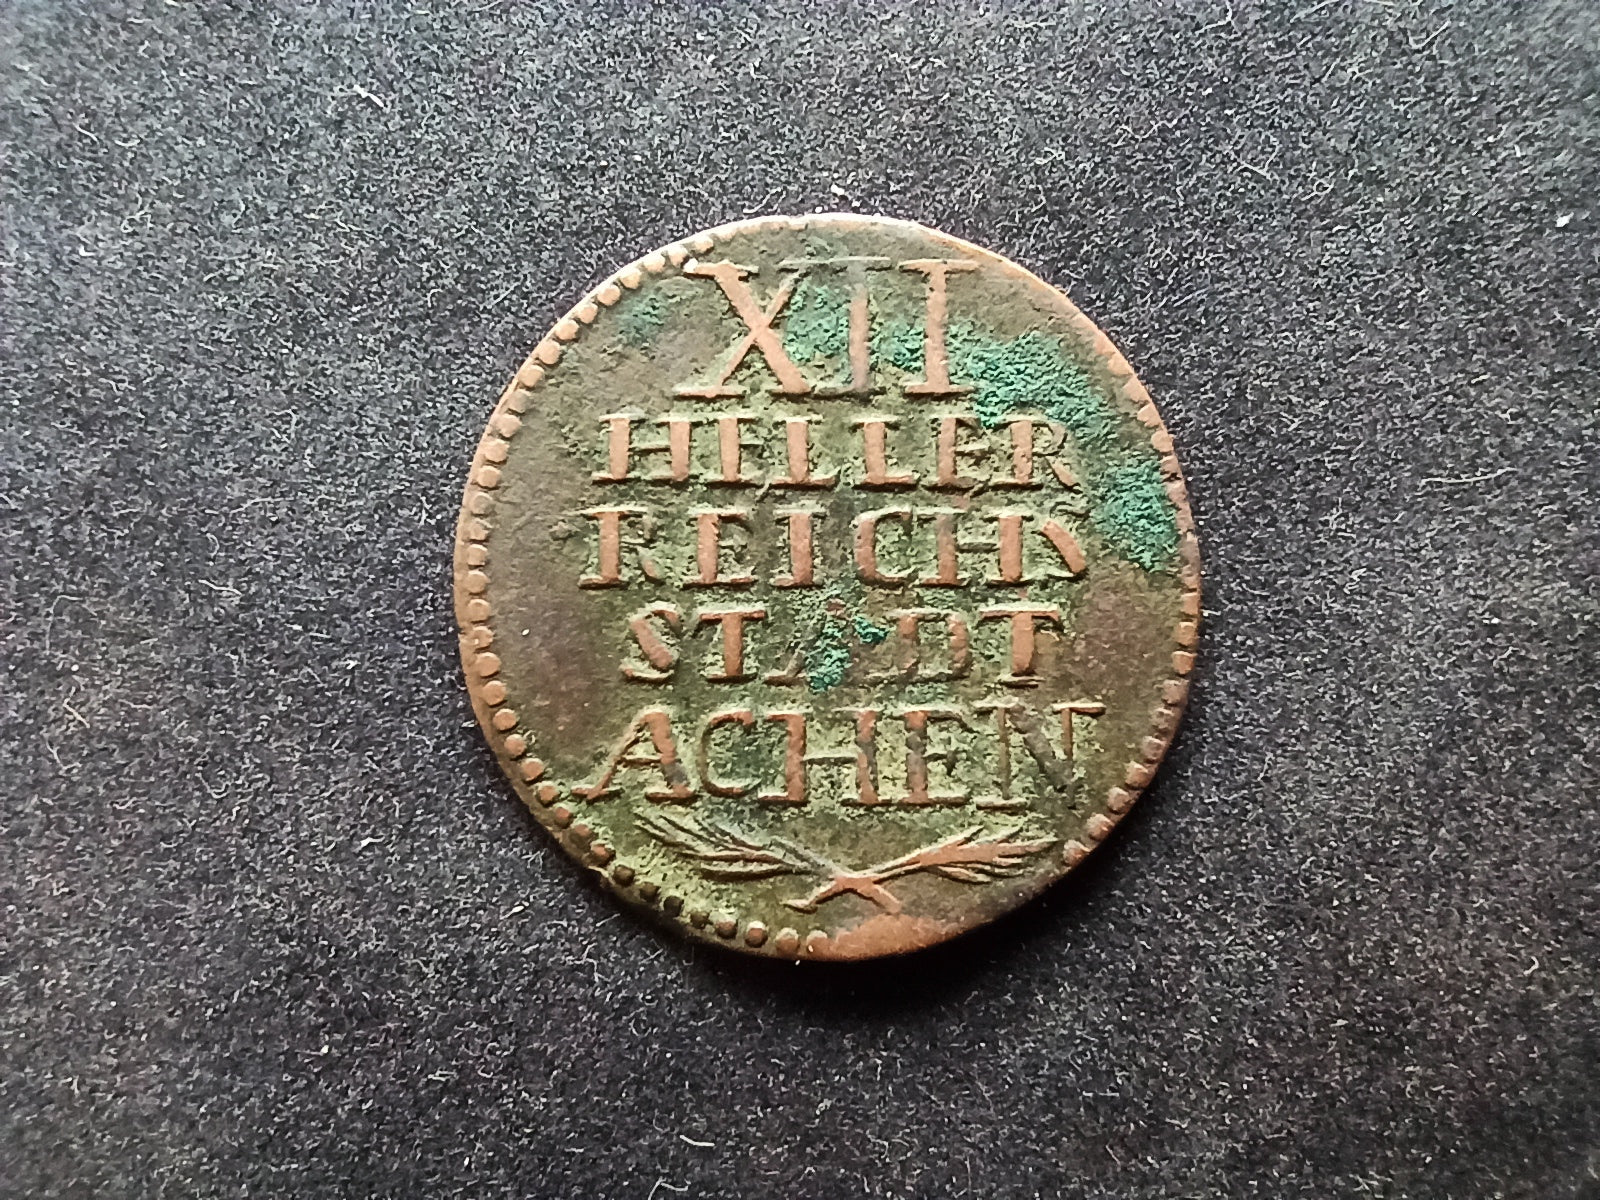 XII
HELLER
REICHS
STADT
ACHEN